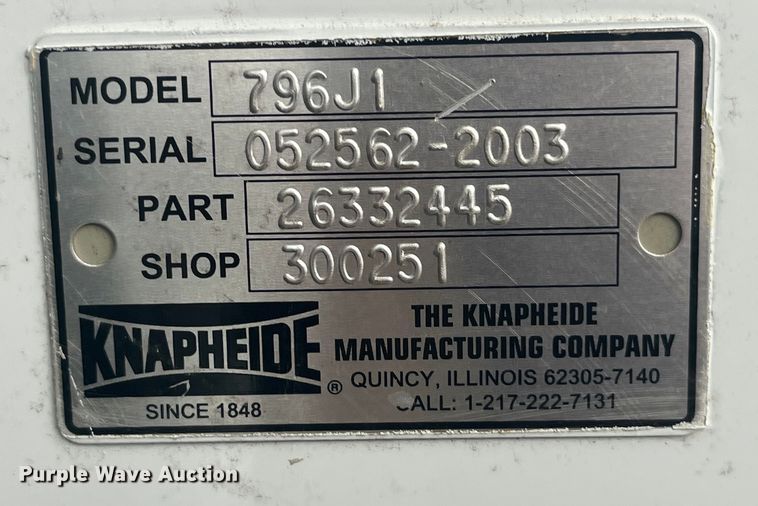 MODEL 796J1
SERIAL 052562-2003
PART 26332445
SHOP 300251
KNAPHEIDE ®
SINCE 1848
THE KNAPHEIDE
MANUFACTURING COMPANY
QUINCY, ILLINOIS 62305-7140
CALL: 1-217-222-7131
Purple Wave Auction